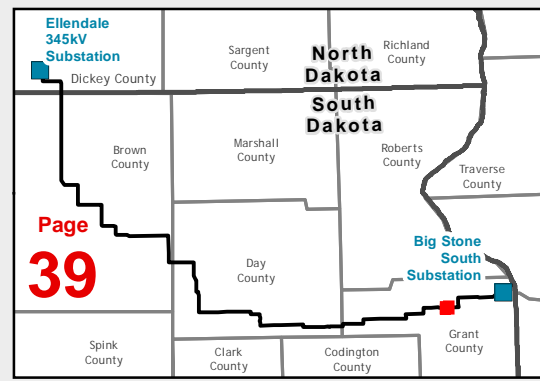 Ellendale
345kV
Substation
Dickey County
Sargent
County
North
Dakota
Richland
County
South
Dakota
Brown
County
Marshall
County
Roberts
County
Traverse
County
Page
39
Day
County
Big Stone
South
Substation
Grant
County
Spink
County
Clark
County
Codington
County